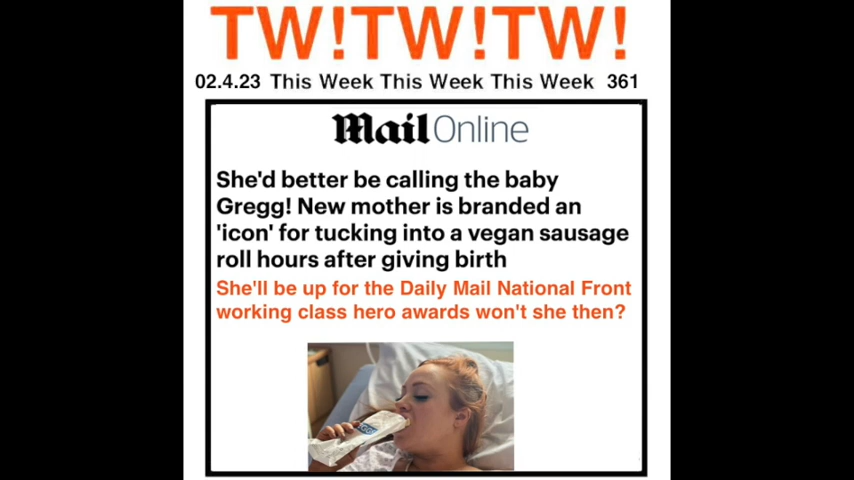 TW!TW!TW!
02.4.23 This Week This Week This Week 361
Mail Online
She'd better be calling the baby
Gregg! New mother is branded an
'icon' for tucking into a vegan sausage
roll hours after giving birth
She'll be up for the Daily Mail National Front
working class hero awards won't she then?